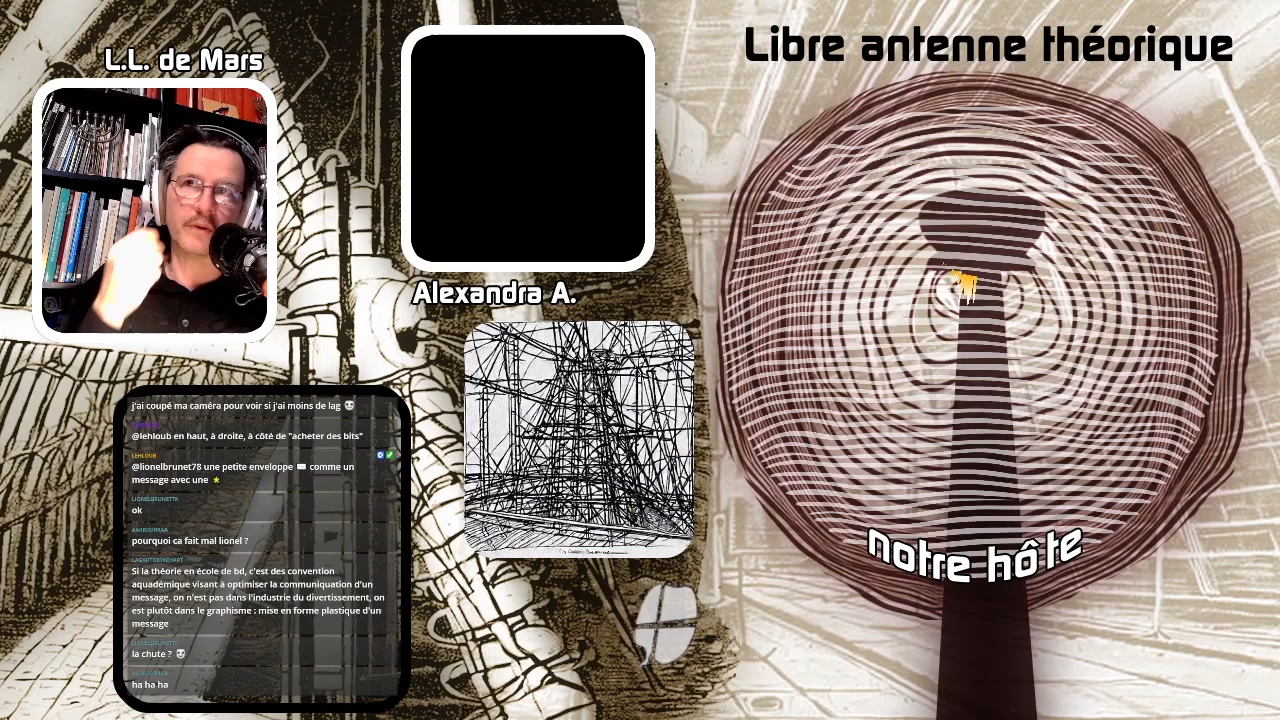 Libre antenne théorique
L.L. de Mars
Alexandra A.
j'ai coupé ma caméra pour voir si j'ai moins de lag
@lehloub en haut, à droite, à côté de "acheter des bits"
LEHLOUB
@lionelbrunet78 une petite enveloppe comme un
message avec une
LIONELBRUNET78
ok
pourquoi ca fait mal lionel ?
Si la théorie en école de bd, c'est des convention
aquadémique visant à optimiser la communiquation d'un
message, on n'est pas dans l'industrie du divertissement, on
est plutôt dans le graphisme : mise en forme plastique d'un
message
LIONELBRUNET78
la chute ?
ha ha ha
notre hôte